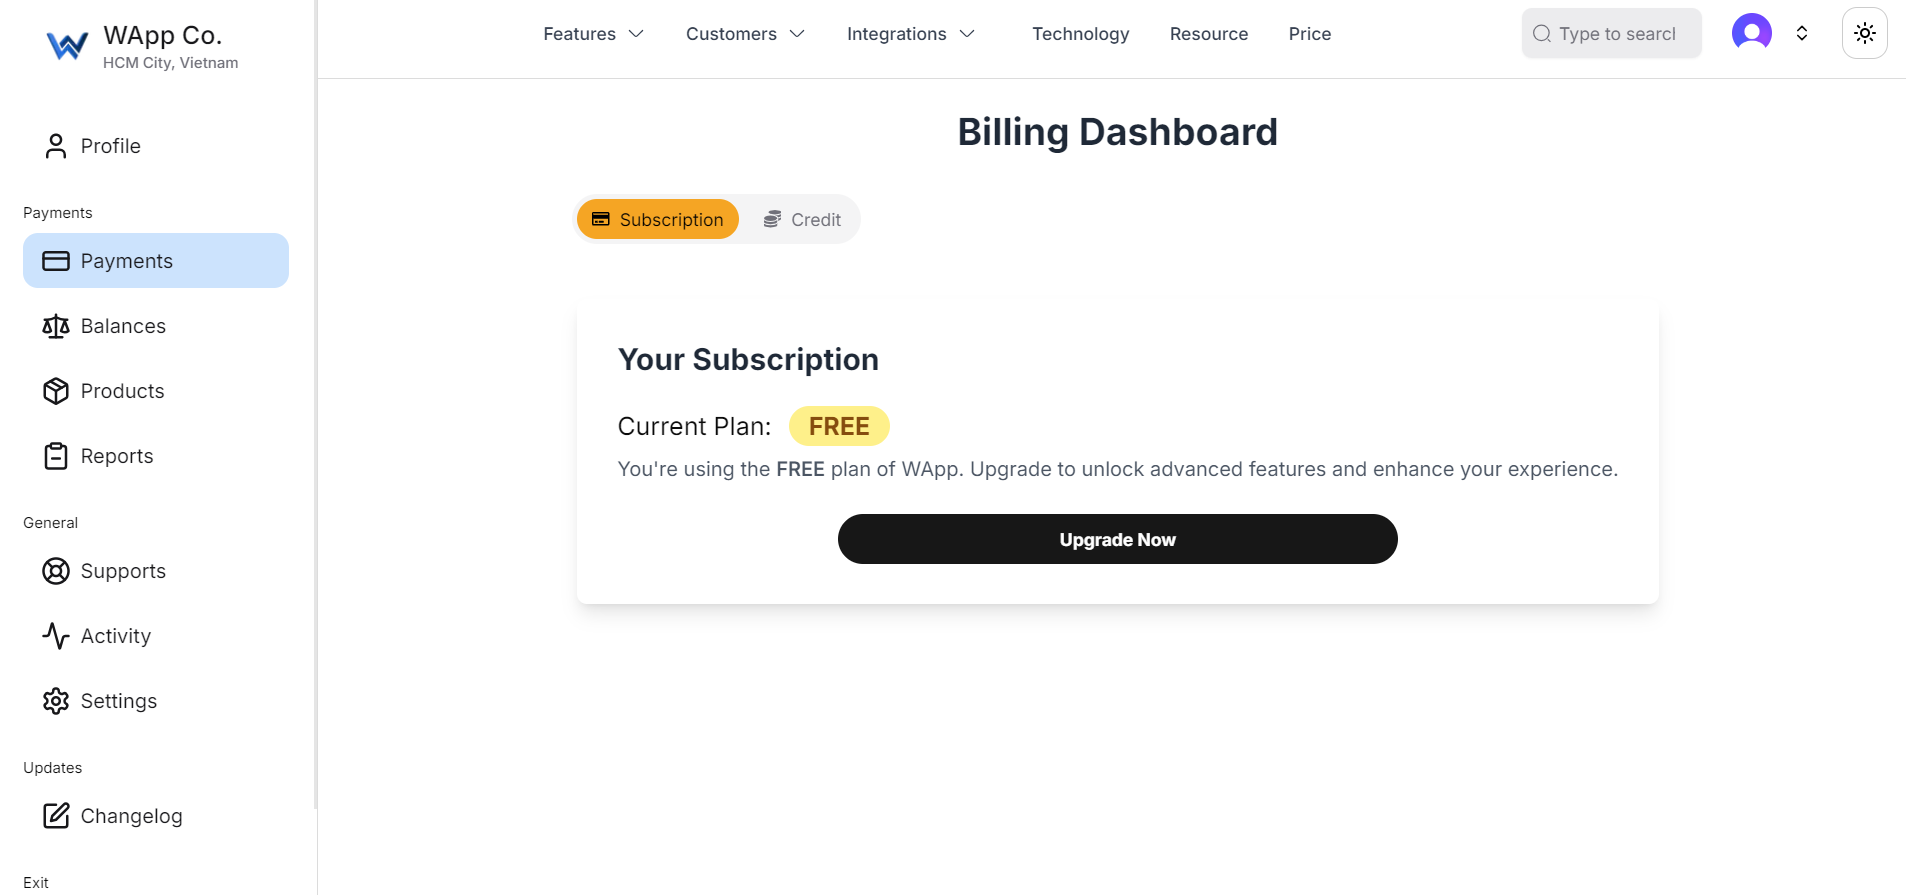 WApp Co.
HCM City, Vietnam
Features
Customers
Integrations
Technology
Resource
Price
Type to search
Profile
Payments
Payments
Balances
Products
Reports
General
Supports
Activity
Settings
Updates
Changelog
Exit
Billing Dashboard
Subscription
Credit
Your Subscription
Current Plan: FREE
You're using the FREE plan of WApp. Upgrade to unlock advanced features and enhance your experience.
Upgrade Now